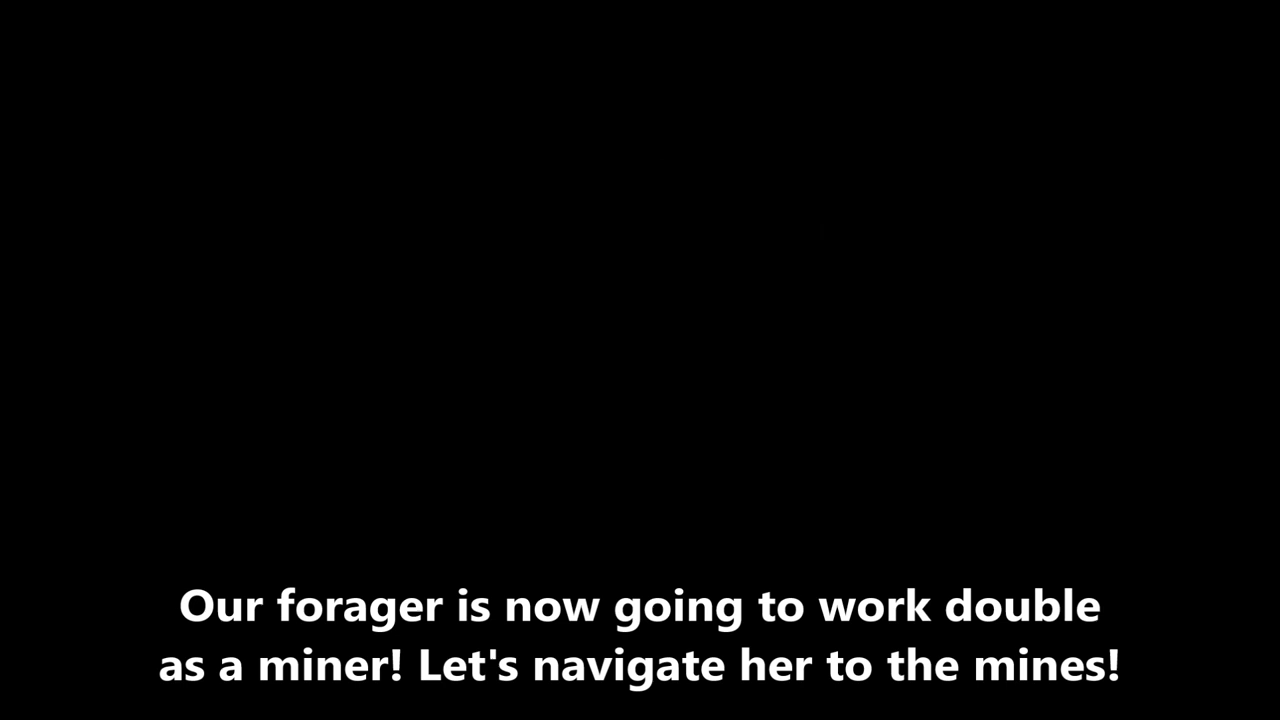 Our forager is now going to work double
as a miner! Let's navigate her to the mines!